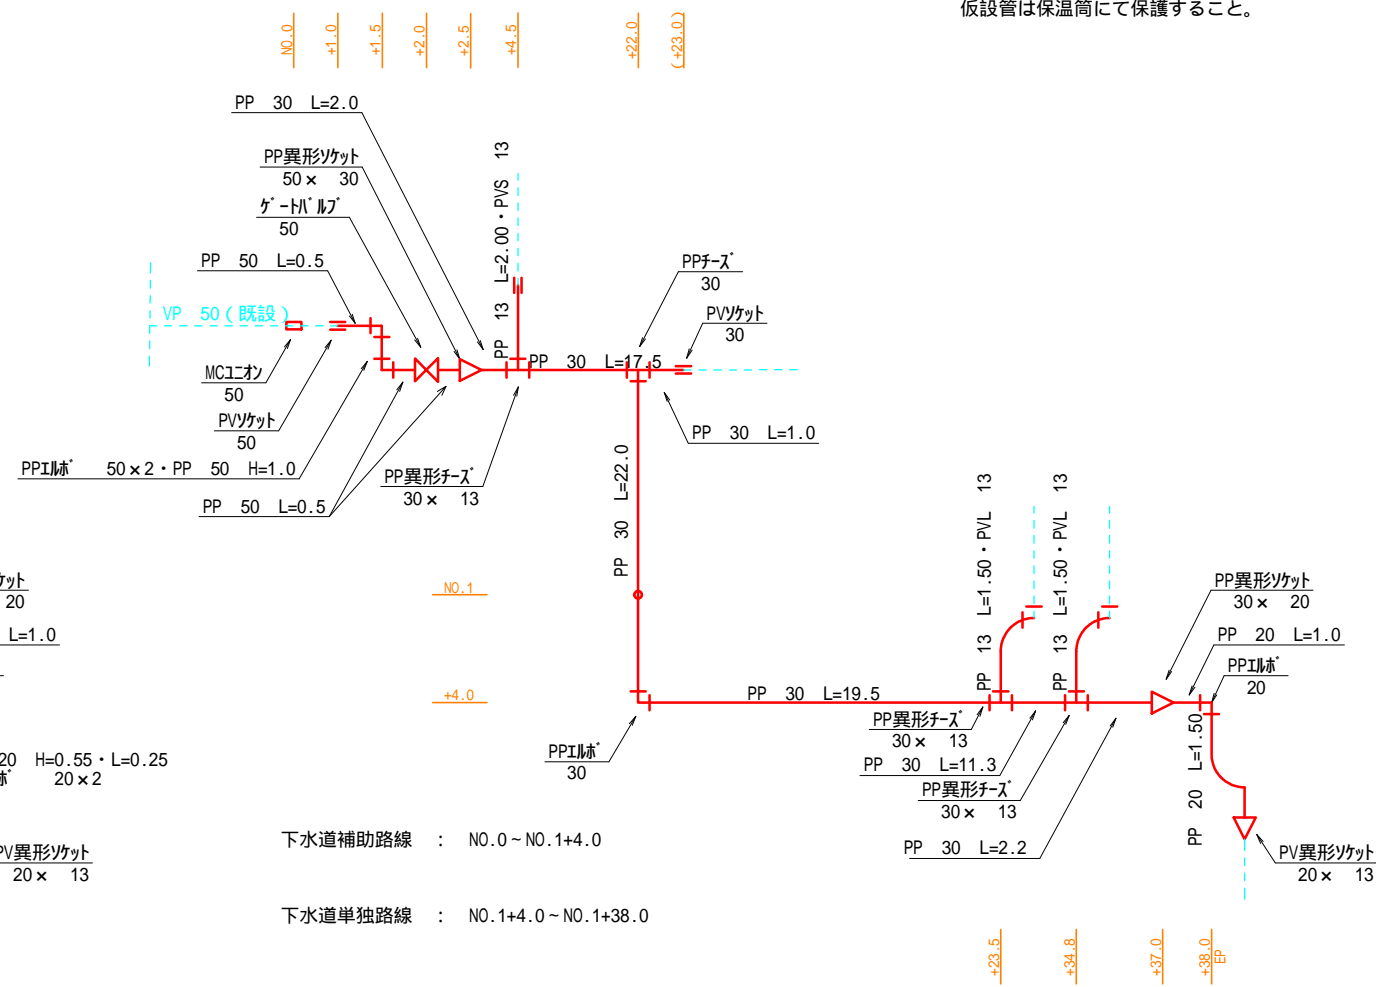 仮設管は保温筒にて保護すること。
NO.0
+1.0
+1.5
+2.0
+2.5
+4.5
+22.0
(+23.0)
PP 30 L=2.0
PP異形ソケット
50× 30
ゲートバルブ
50
PP 50 L=0.5
VP 50(既設)
MCユニオン
50
PVソケット
50
PPエルボ 50×2・PP 50 H=1.0
PP 50 L=0.5
PP 13 L=2.00・PVS 13
PP 30 L=17.5
PPチーズ
30
PVソケット
30
PP 30 L=1.0
PP異形チーズ
30× 13
PP 30 L=22.0
NO.1
+4.0
PPエルボ
30
PP 30 L=19.5
PP 13 L=1.50・PVL 13
PP 13 L=1.50・PVL 13
PP異形チーズ
30× 13
PP 30 L=11.3
PP異形チーズ
30× 13
PP 30 L=2.2
PP異形ソケット
30× 20
PP 20 L=1.0
PPエルボ
20
PP 20 L=1.50
PV異形ソケット
20× 13
ケット
20
L=1.0
20 H=0.55・L=0.25
ボ 20×2
PV異形ソケット
20× 13
下水道補助路線 : NO.0~NO.1+4.0
下水道単独路線 : NO.1+4.0~NO.1+38.0
+23.5
+34.8
+37.0
+38.0
EP